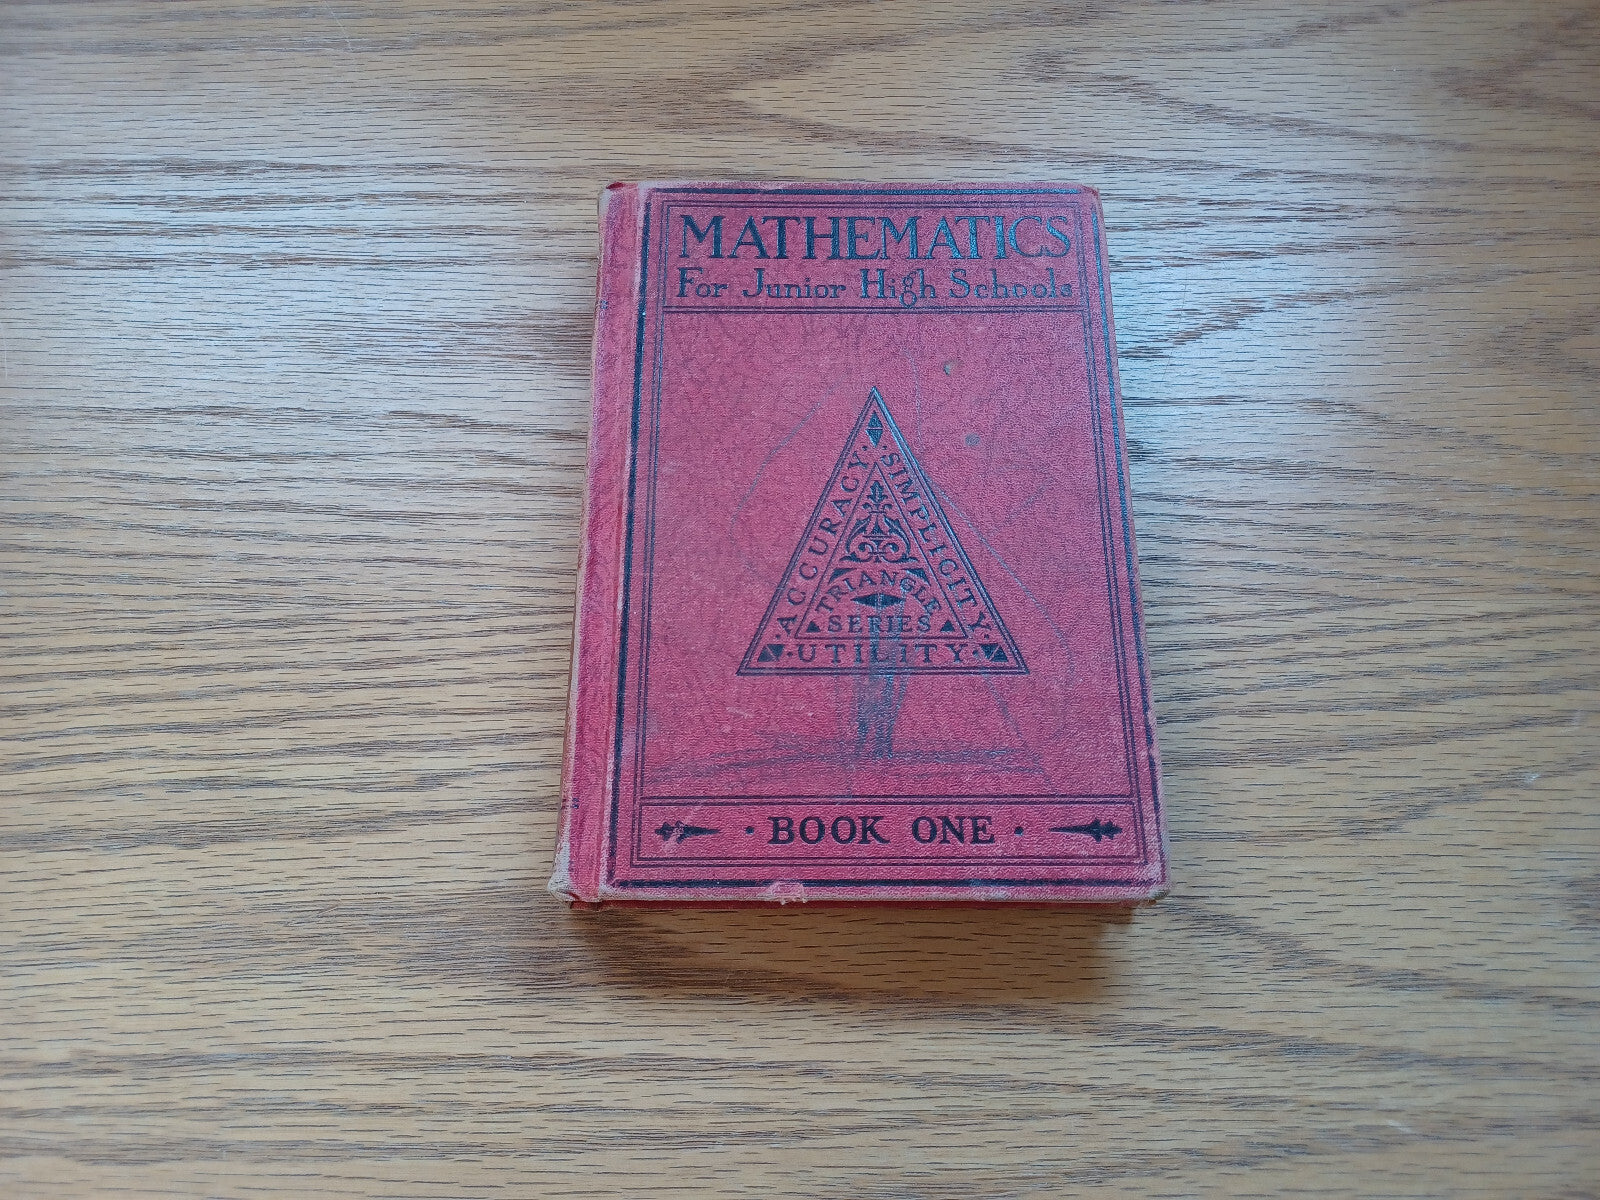 MATHEMATICS
For Junior High Schools
ACCURACY · SIMPLICITY
TRIANGLE
SERIES
· UTILITY ·
· BOOK ONE ·